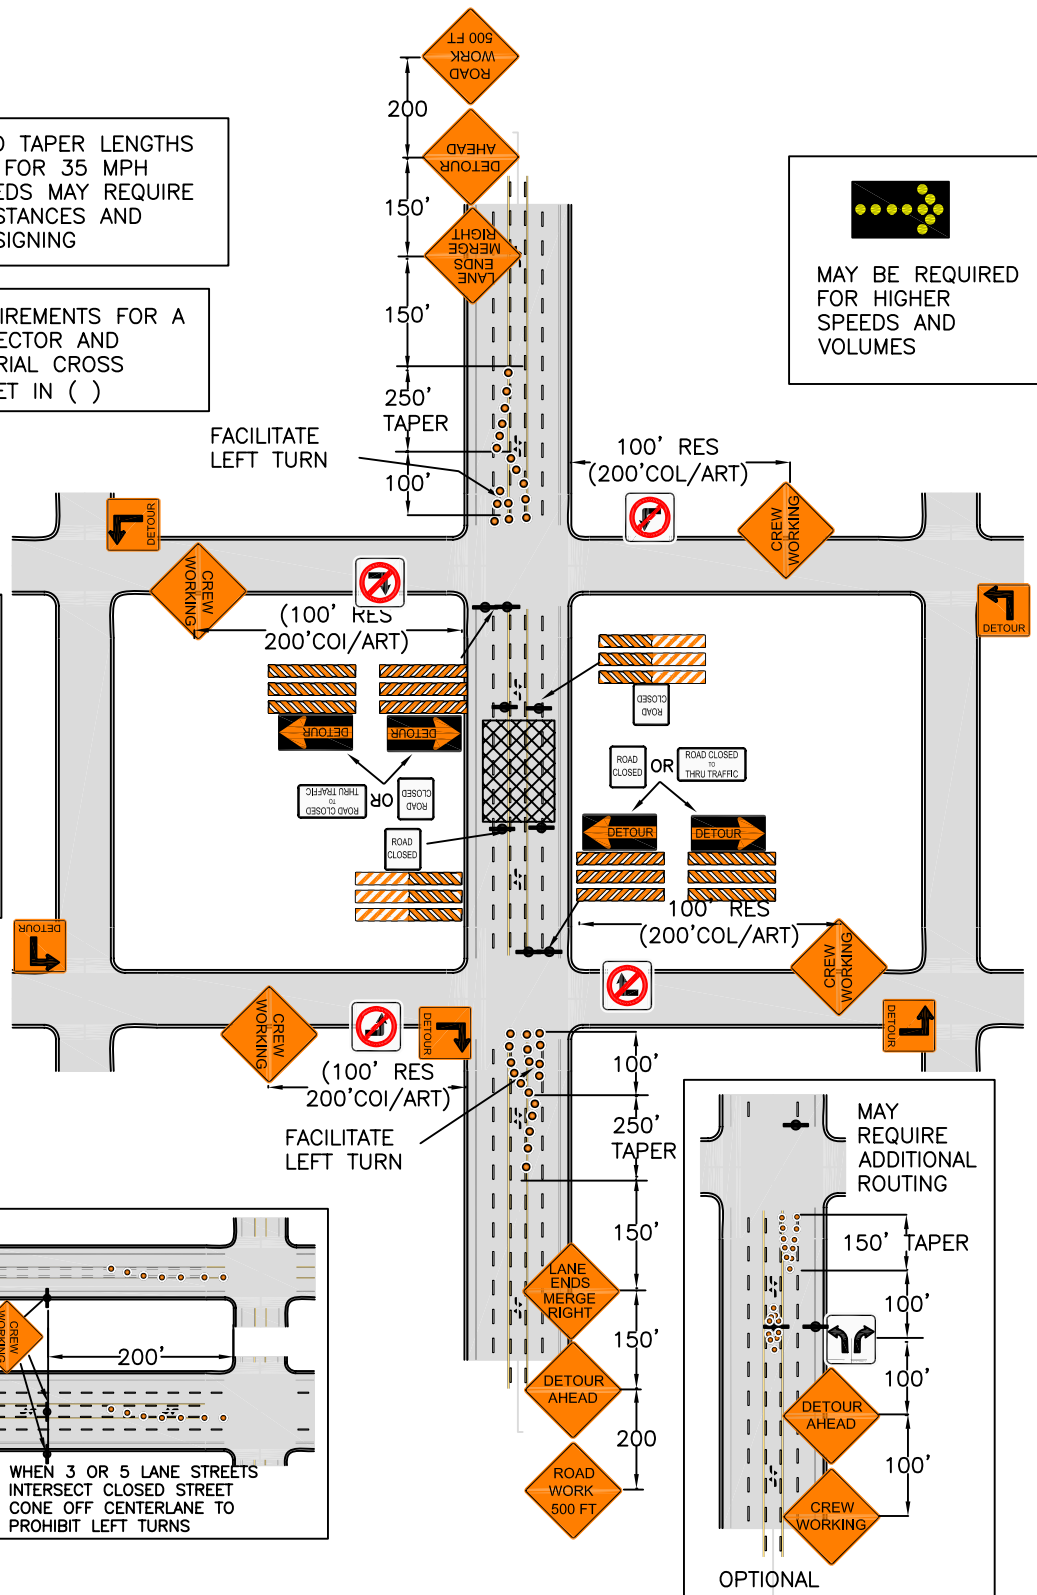 ROAD
WORK
500 FT
200
DETOUR
AHEAD
150'
LANE
ENDS
MERGE
RIGHT
150'
250'
TAPER
100'
TAPER LENGTHS
FOR 35 MPH
MAY REQUIRE
AND
FOR A
AND
CROSS
IN ( )
MAY BE REQUIRED
FOR HIGHER
SPEEDS AND
VOLUMES
FACILITATE
LEFT TURN
100' RES
(200'COL/ART)
DETOUR
CREW
WORKING
CREW
WORKING
DETOUR
(100' RES
200'COl/ART)
ROAD
CLOSED
DETOUR
DETOUR
ROAD CLOSED
TO
THRU TRAFFIC
OR
ROAD
CLOSED
ROAD
CLOSED
OR
ROAD CLOSED
TO
THRU TRAFFIC
DETOUR
DETOUR
ROAD
CLOSED
100' RES
(200'COL/ART)
DETOUR
CREW
WORKING
CREW
WORKING
DETOUR
DETOUR
(100' RES
200'COl/ART)
FACILITATE
LEFT TURN
100'
250'
TAPER
150'
LANE
ENDS
MERGE
RIGHT
150'
DETOUR
AHEAD
200
ROAD
WORK
500 FT
CREW
WORKING
200'
WHEN 3 OR 5 LANE STREETS
INTERSECT CLOSED STREET
CONE OFF CENTERLANE TO
PROHIBIT LEFT TURNS
MAY
REQUIRE
ADDITIONAL
ROUTING
150' TAPER
100'
100'
DETOUR
AHEAD
100'
CREW
WORKING
OPTIONAL